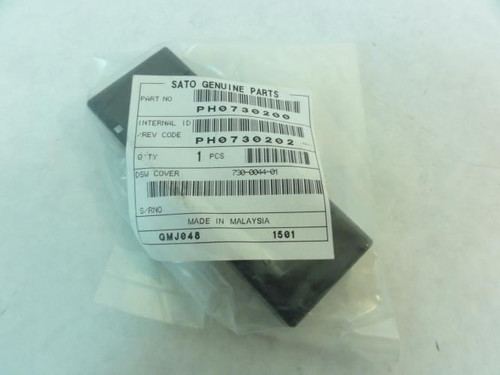 SATO GENUINE PARTS
PART NO
PH0730200
INTERNAL ID
/REV CODE
PH0730202
Q'TY 1 PCS
DSW COVER 730-0044-01
S/RNO
MADE IN MALAYSIA
GMJ048 1501